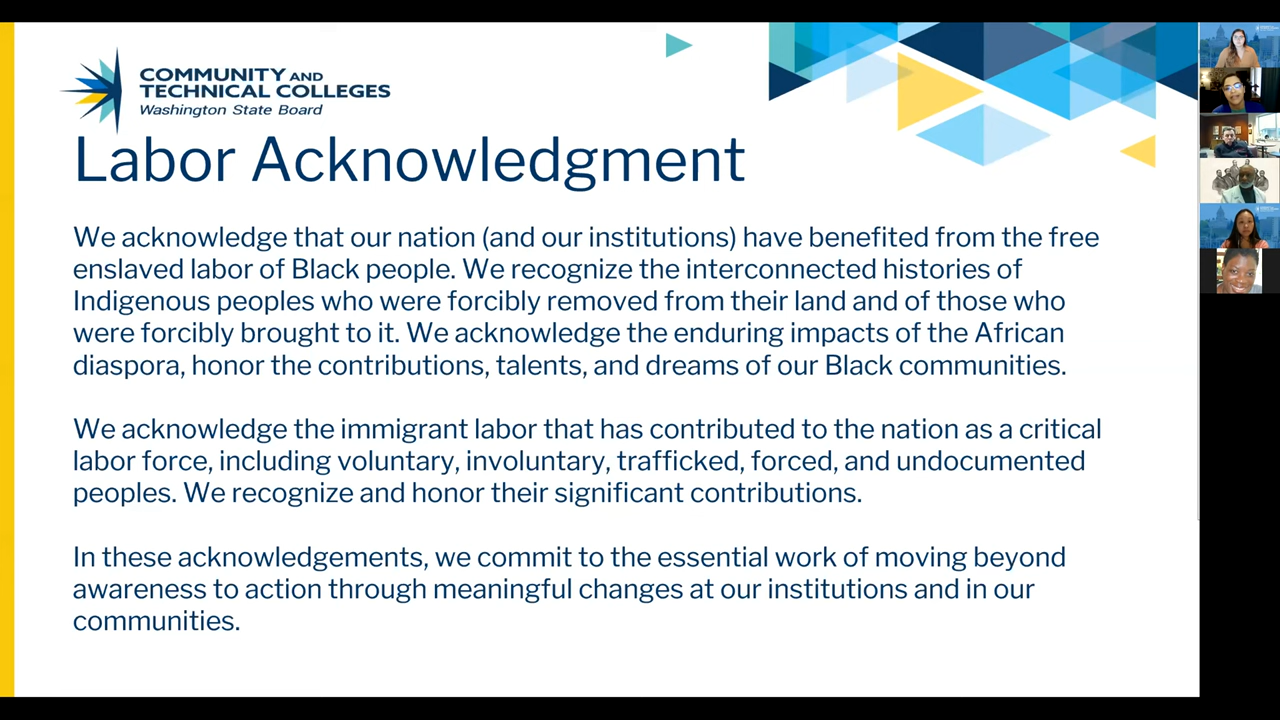 COMMUNITY AND
TECHNICAL COLLEGES
Washington State Board
Labor Acknowledgment
We acknowledge that our nation (and our institutions) have benefited from the free
enslaved labor of Black people. We recognize the interconnected histories of
Indigenous peoples who were forcibly removed from their land and of those who
were forcibly brought to it. We acknowledge the enduring impacts of the African
diaspora, honor the contributions, talents, and dreams of our Black communities.
We acknowledge the immigrant labor that has contributed to the nation as a critical
labor force, including voluntary, involuntary, trafficked, forced, and undocumented
peoples. We recognize and honor their significant contributions.
In these acknowledgements, we commit to the essential work of moving beyond
awareness to action through meaningful changes at our institutions and in our
communities.